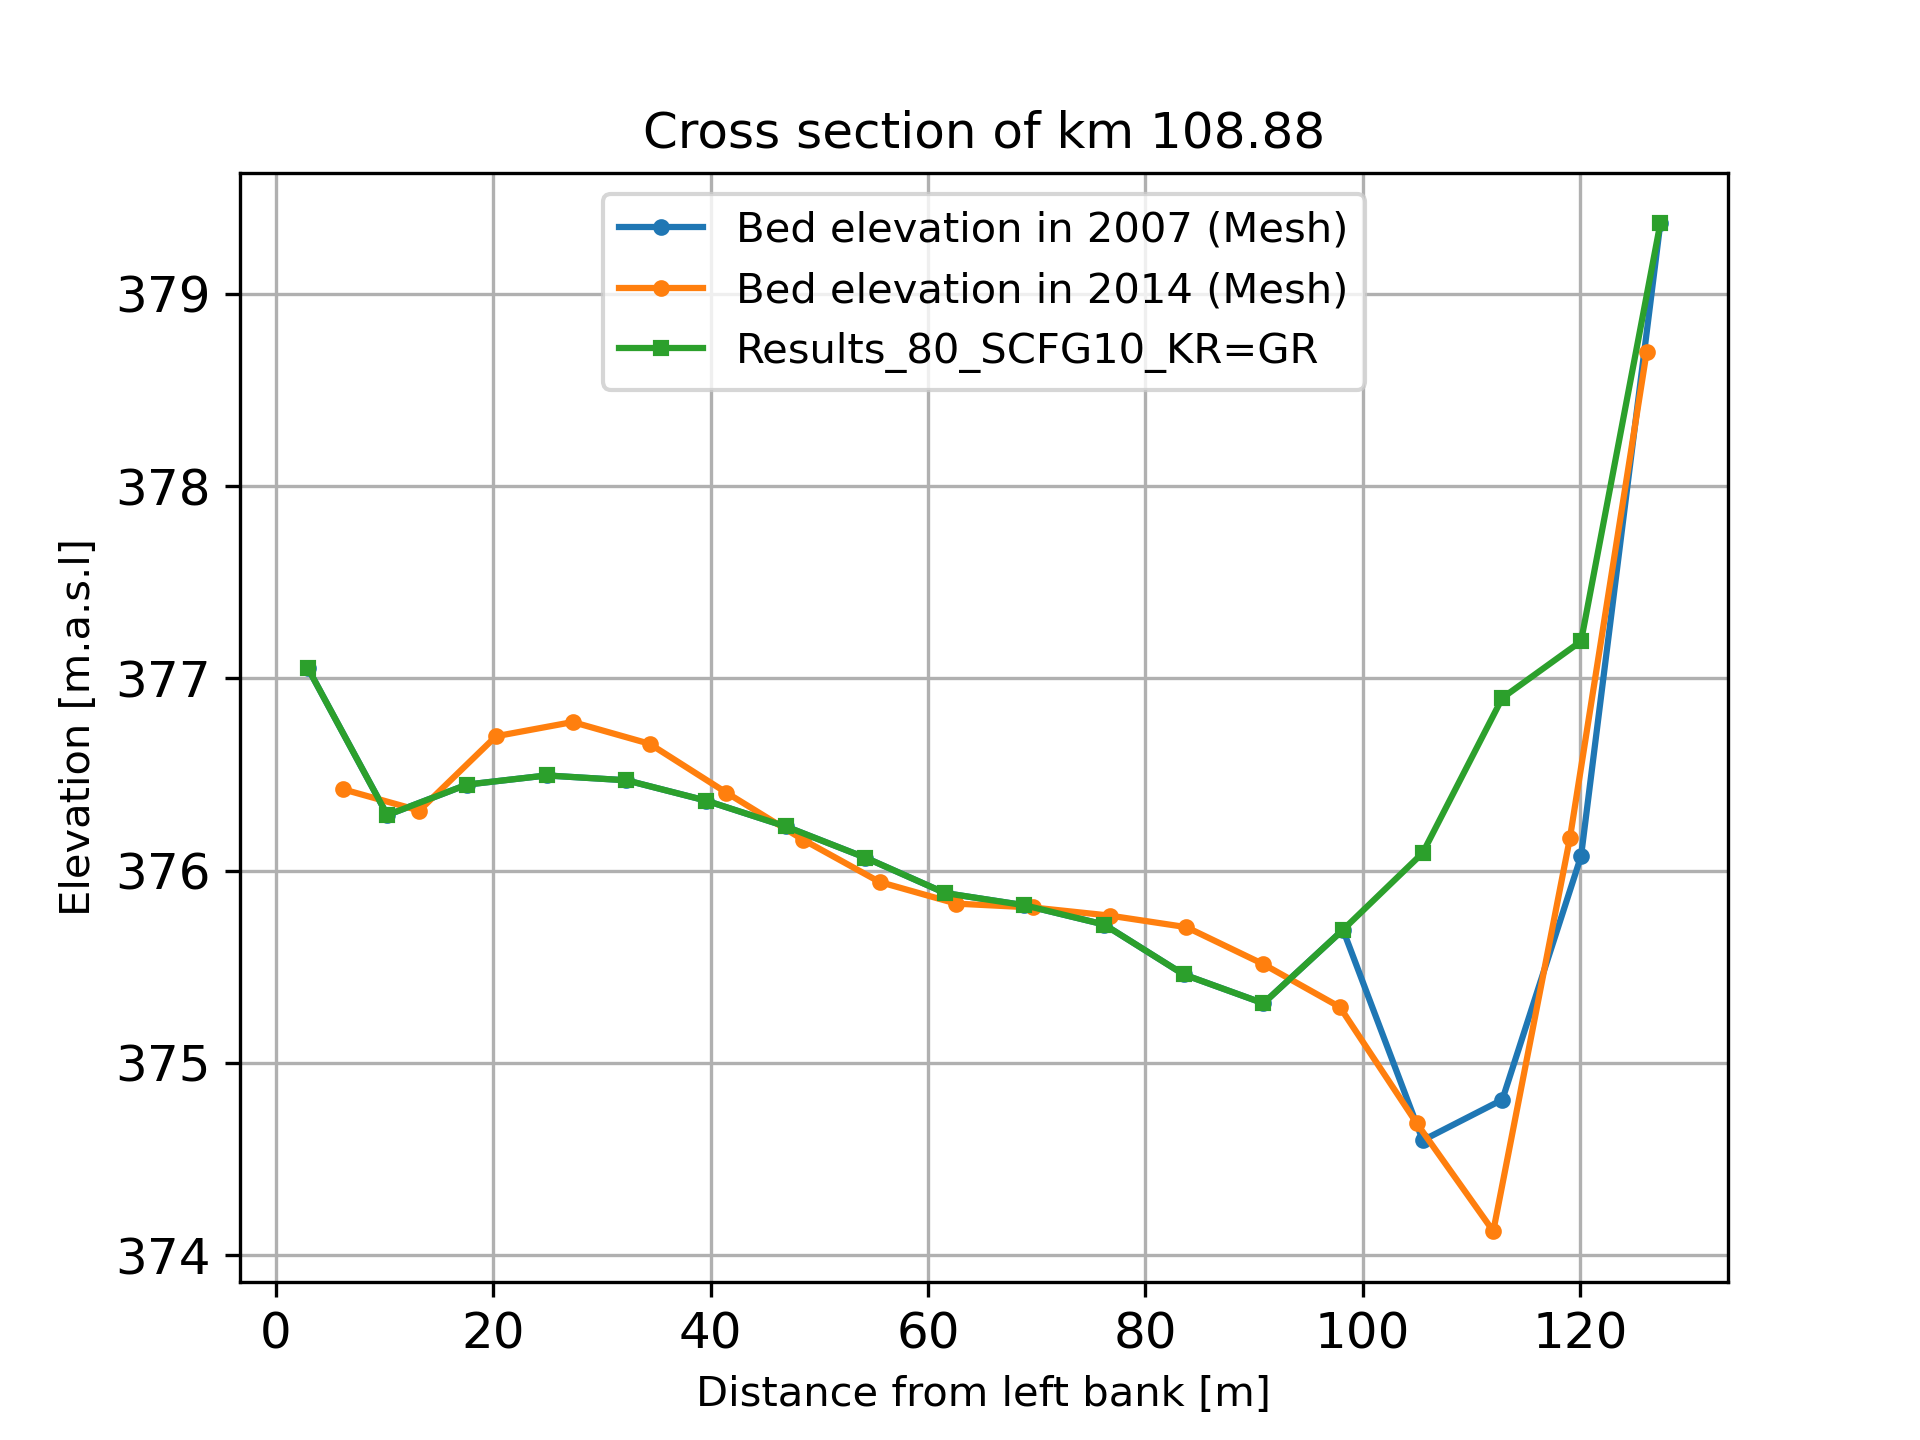 Cross section of km 108.88
Bed elevation in 2007 (Mesh)
Bed elevation in 2014 (Mesh)
Results_80_SCFG10_KR=GR
379
378
377
376
375
374
Elevation [m.a.s.l]
0 20 40 60 80 100 120
Distance from left bank [m]